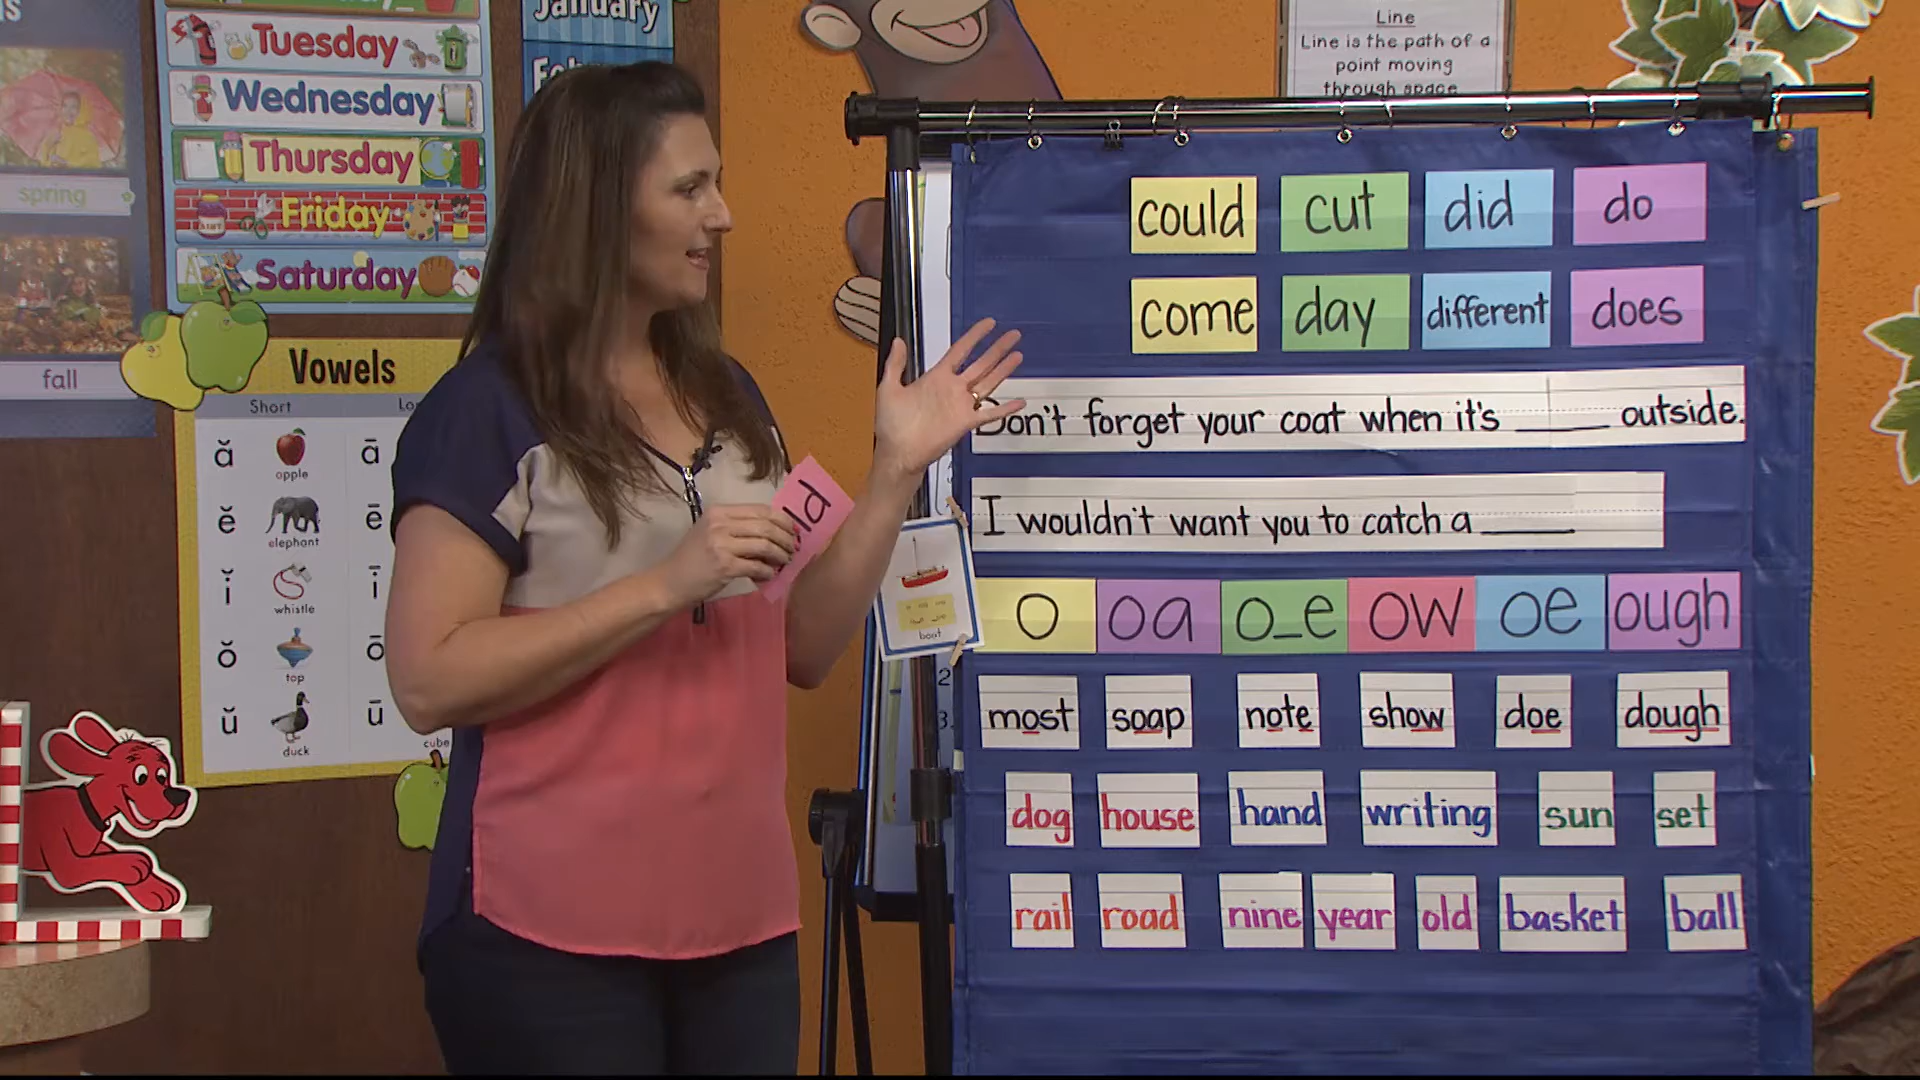 January
Tuesday
Wednesday
Thursday
Friday
Saturday
spring
fall
Vowels
Short
ă apple ā
ĕ elephant ē
ĭ whistle ī
ŏ top ō
ŭ duck ū
cube
Line
Line is the path of a
point moving
through space
could cut did do
come day different does
Don't forget your coat when it's ____ outside.
I wouldn't want you to catch a ____
boat
o oa o_e ow oe ough
most soap note show doe dough
dog house hand writing sun set
rail road nine year old basket ball